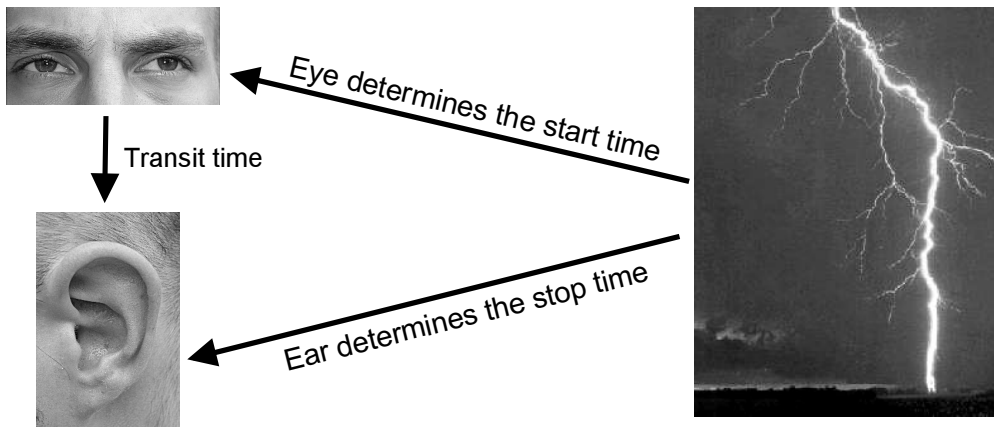 Eye determines the start time
Transit time
Ear determines the stop time